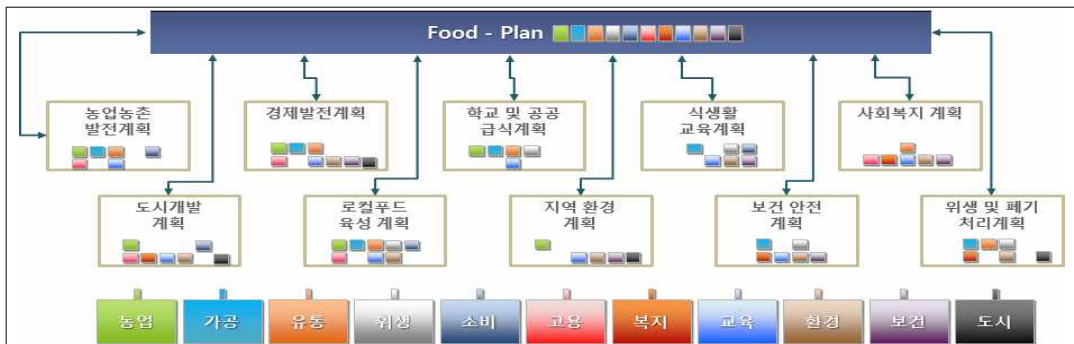 Food - Plan
농업농촌
발전계획
경제발전계획
학교 및 공공
급식계획
식생활
교육계획
사회복지 계획
도시개발
계획
로컬푸드
육성 계획
지역 환경
계획
보건 안전
계획
위생 및 폐기
처리계획
농업 가공 유통 위생 소비 고용 복지 교육 환경 보건 도시